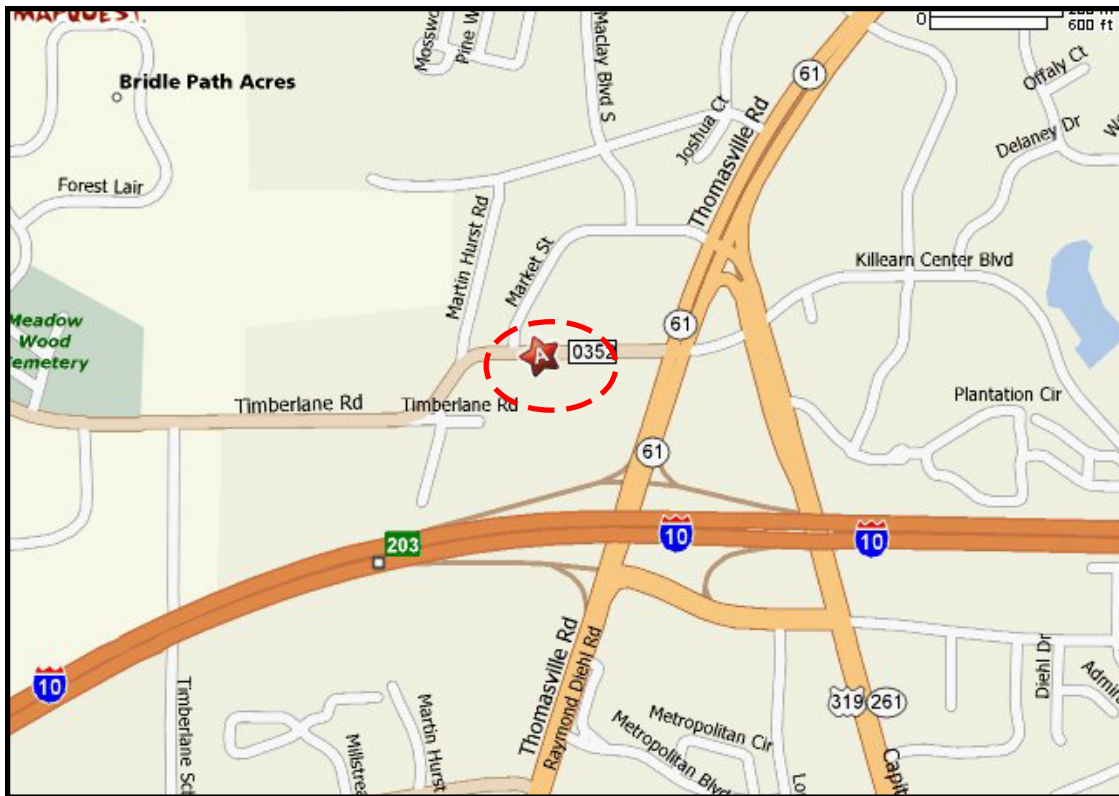 MAPQUEST
0
600 ft
Bridle Path Acres
Pine W
Maclay Blvd S
61
Offaly Ct
Joshua Ct
Thomasville Rd
Delaney Dr
Forest Lair
Martin Hurst Rd
Market St
Killearn Center Blvd
Meadow
Wood
Cemetery
61
A
0352
Timberlane Rd
Timberlane Rd
Plantation Cir
61
203
10
10
10
Thomasville Rd
Raymond Diehl Rd
Martin Hurst
Metropolitan Cir
Metropolitan Blvd
Diehl Dr
319
261